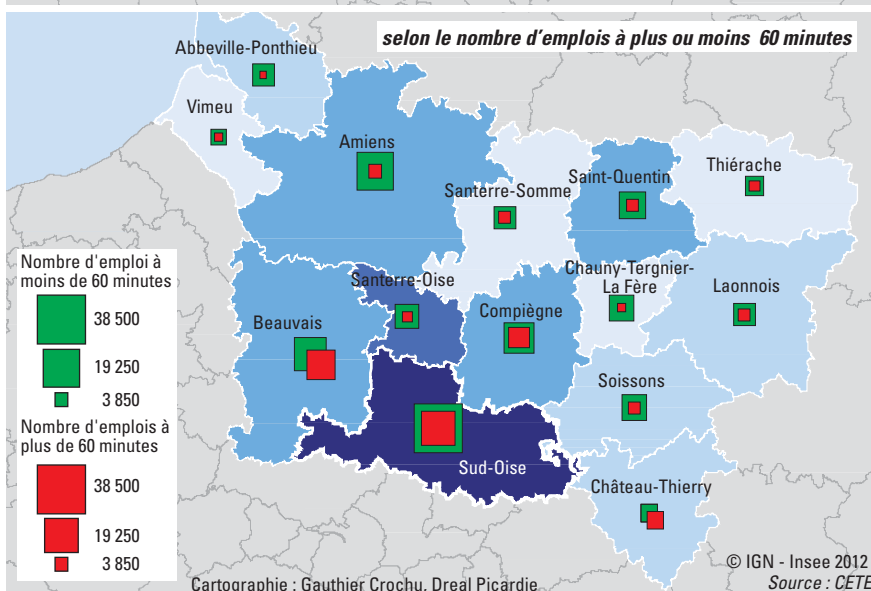 selon le nombre d'emplois à plus ou moins 60 minutes
Abbeville-Ponthieu
Vimeu
Amiens
Santerre-Somme
Saint-Quentin
Thiérache
Nombre d'emploi à
moins de 60 minutes
38 500
19 250
3 850
Nombre d'emplois à
plus de 60 minutes
38 500
19 250
3 850
Santerre-Oise
Beauvais
Compiègne
Chauny-Tergnier-
La Fère
Laonnois
Soissons
Sud-Oise
Château-Thierry
© IGN - Insee 2012
Cartographie : Gauthier Crochu, Dreal Picardie
Source : CETE